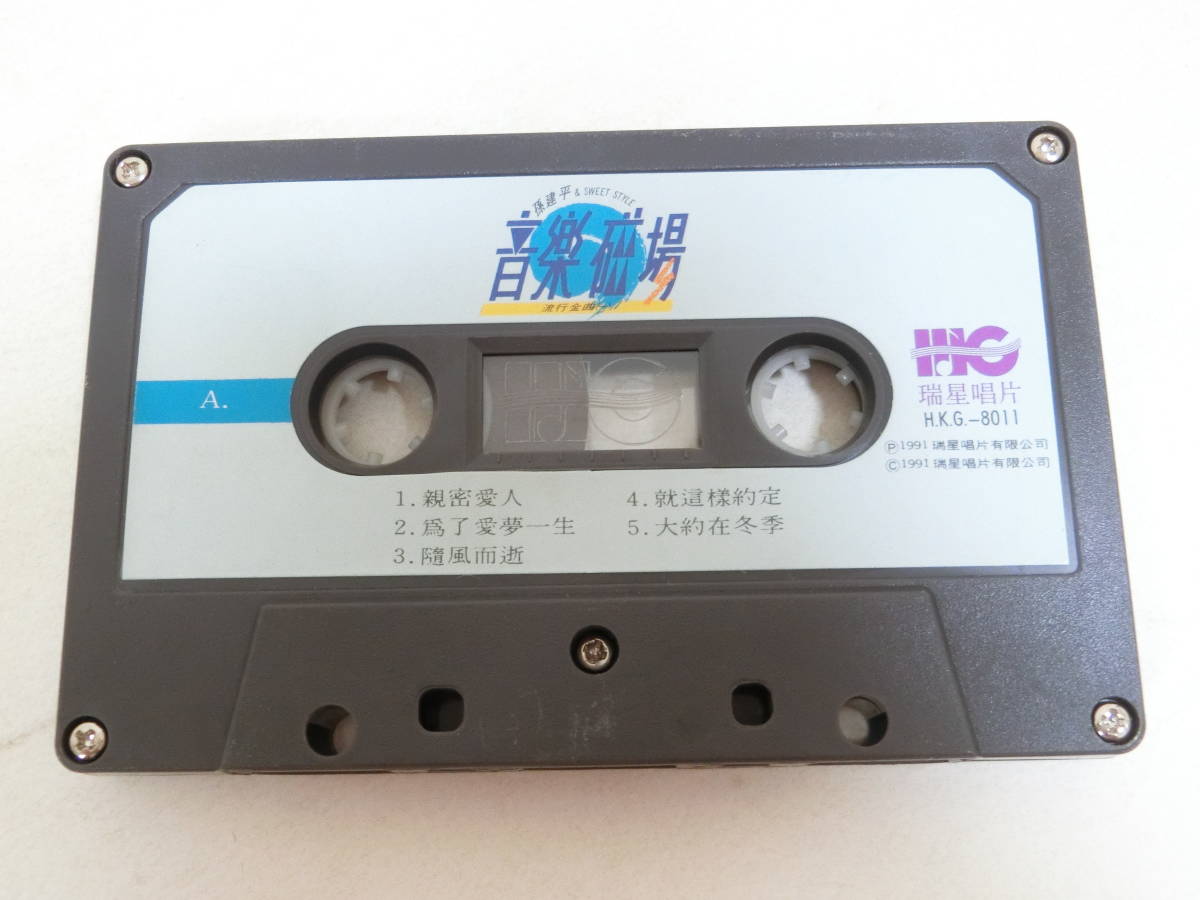 孫建平 & SWEET STYLE
音樂磁場
流行金曲
A.
瑞星唱片
H.K.G.-8011
Ⓟ1991 瑞星唱片有限公司
Ⓒ1991 瑞星唱片有限公司
1.親密愛人
2.爲了愛夢一生
3.隨風而逝
4.就這樣約定
5.大約在冬季